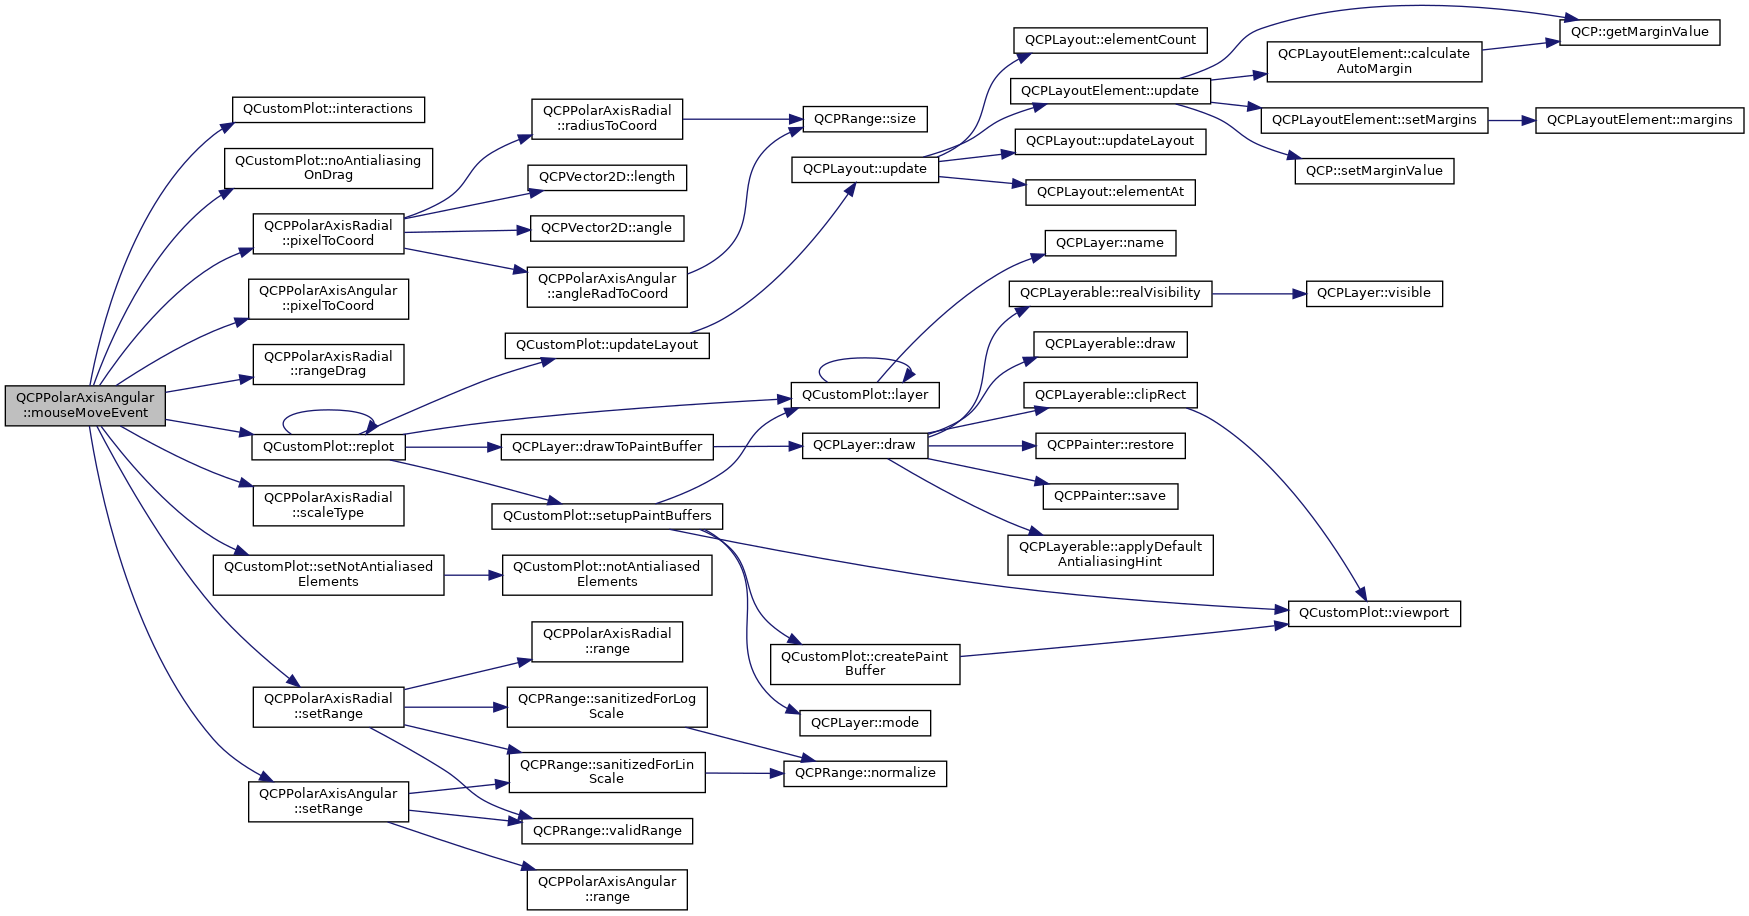 QCPPolarAxisAngular
::mouseMoveEvent
QCustomPlot::interactions
QCustomPlot::noAntialiasing
OnDrag
QCPPolarAxisRadial
::pixelToCoord
QCPPolarAxisAngular
::pixelToCoord
QCPPolarAxisRadial
::rangeDrag
QCustomPlot::replot
QCPPolarAxisRadial
::scaleType
QCustomPlot::setNotAntialiased
Elements
QCPPolarAxisRadial
::setRange
QCPPolarAxisAngular
::setRange
QCPPolarAxisRadial
::radiusToCoord
QCPVector2D::length
QCPVector2D::angle
QCPPolarAxisAngular
::angleRadToCoord
QCustomPlot::updateLayout
QCPLayer::drawToPaintBuffer
QCustomPlot::setupPaintBuffers
QCustomPlot::notAntialiased
Elements
QCPPolarAxisRadial
::range
QCPRange::sanitizedForLog
Scale
QCPRange::sanitizedForLin
Scale
QCPRange::validRange
QCPPolarAxisAngular
::range
QCPRange::size
QCPLayout::update
QCustomPlot::layer
QCPLayer::draw
QCustomPlot::createPaint
Buffer
QCPLayer::mode
QCPRange::normalize
QCPLayout::elementCount
QCPLayoutElement::update
QCPLayout::updateLayout
QCPLayout::elementAt
QCPLayer::name
QCPLayerable::realVisibility
QCPLayerable::draw
QCPLayerable::clipRect
QCPPainter::restore
QCPPainter::save
QCPLayerable::applyDefault
AntialiasingHint
QCPLayoutElement::calculate
AutoMargin
QCPLayoutElement::setMargins
QCP::setMarginValue
QCPLayer::visible
QCustomPlot::viewport
QCP::getMarginValue
QCPLayoutElement::margins